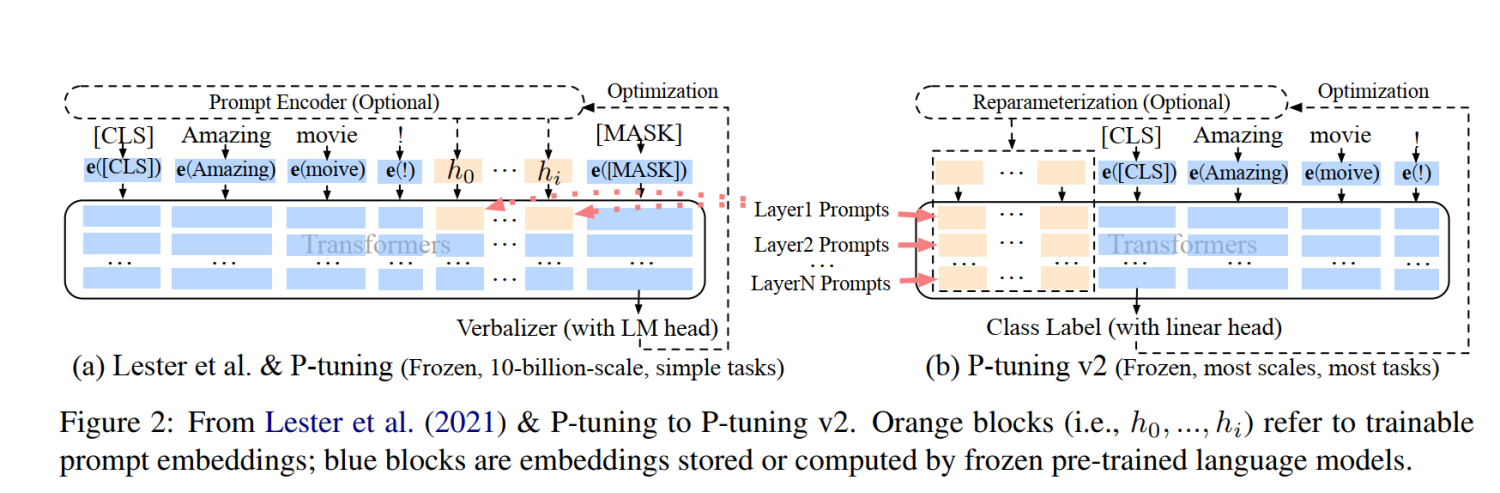 Prompt Encoder (Optional)
Optimization
[CLS] Amazing movie ! [MASK]
e([CLS]) e(Amazing) e(moive) e(!) h0 ... hi e([MASK])
...
Transformers ...
... ... ... ... ... ...
Verbalizer (with LM head)
(a) Lester et al. & P-tuning (Frozen, 10-billion-scale, simple tasks)
Layer1 Prompts
Layer2 Prompts
...
LayerN Prompts
Reparameterization (Optional)
Optimization
[CLS] Amazing movie !
... e([CLS]) e(Amazing) e(moive) e(!)
...
... Transformers
... ... ... ... ... ...
...
Class Label (with linear head)
(b) P-tuning v2 (Frozen, most scales, most tasks)
Figure 2: From Lester et al. (2021) & P-tuning to P-tuning v2. Orange blocks (i.e., h0, ..., hi) refer to trainable
prompt embeddings; blue blocks are embeddings stored or computed by frozen pre-trained language models.